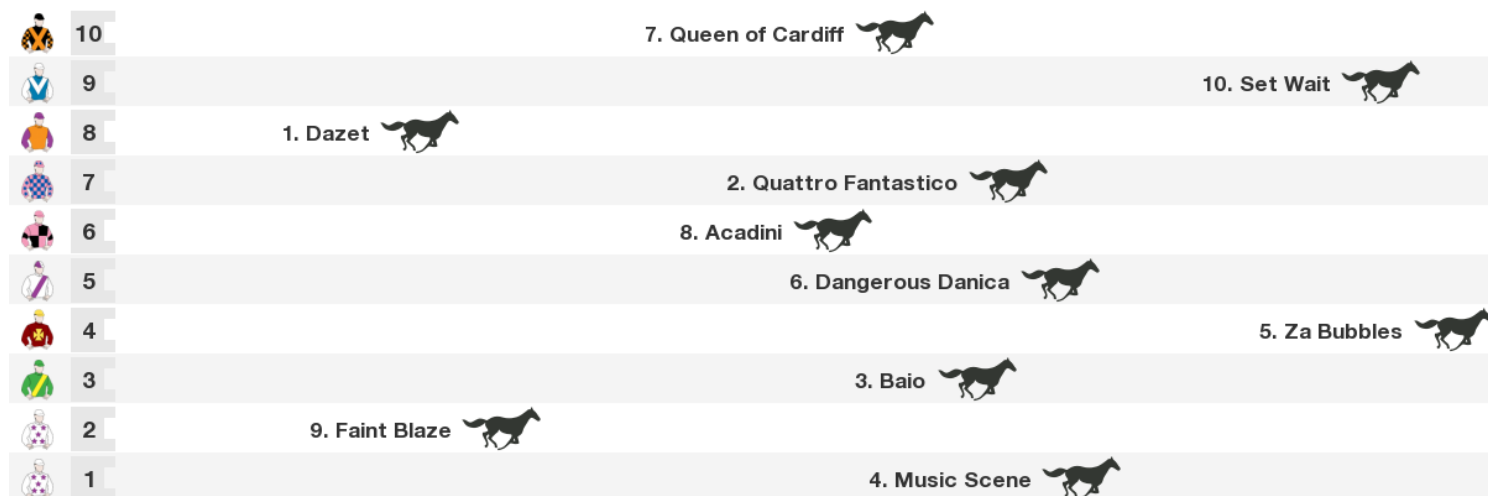 10 7. Queen of Cardiff
9 10. Set Wait
8 1. Dazet
7 2. Quattro Fantastico
6 8. Acadini
5 6. Dangerous Danica
4 5. Za Bubbles
3 3. Baio
2 9. Faint Blaze
1 4. Music Scene